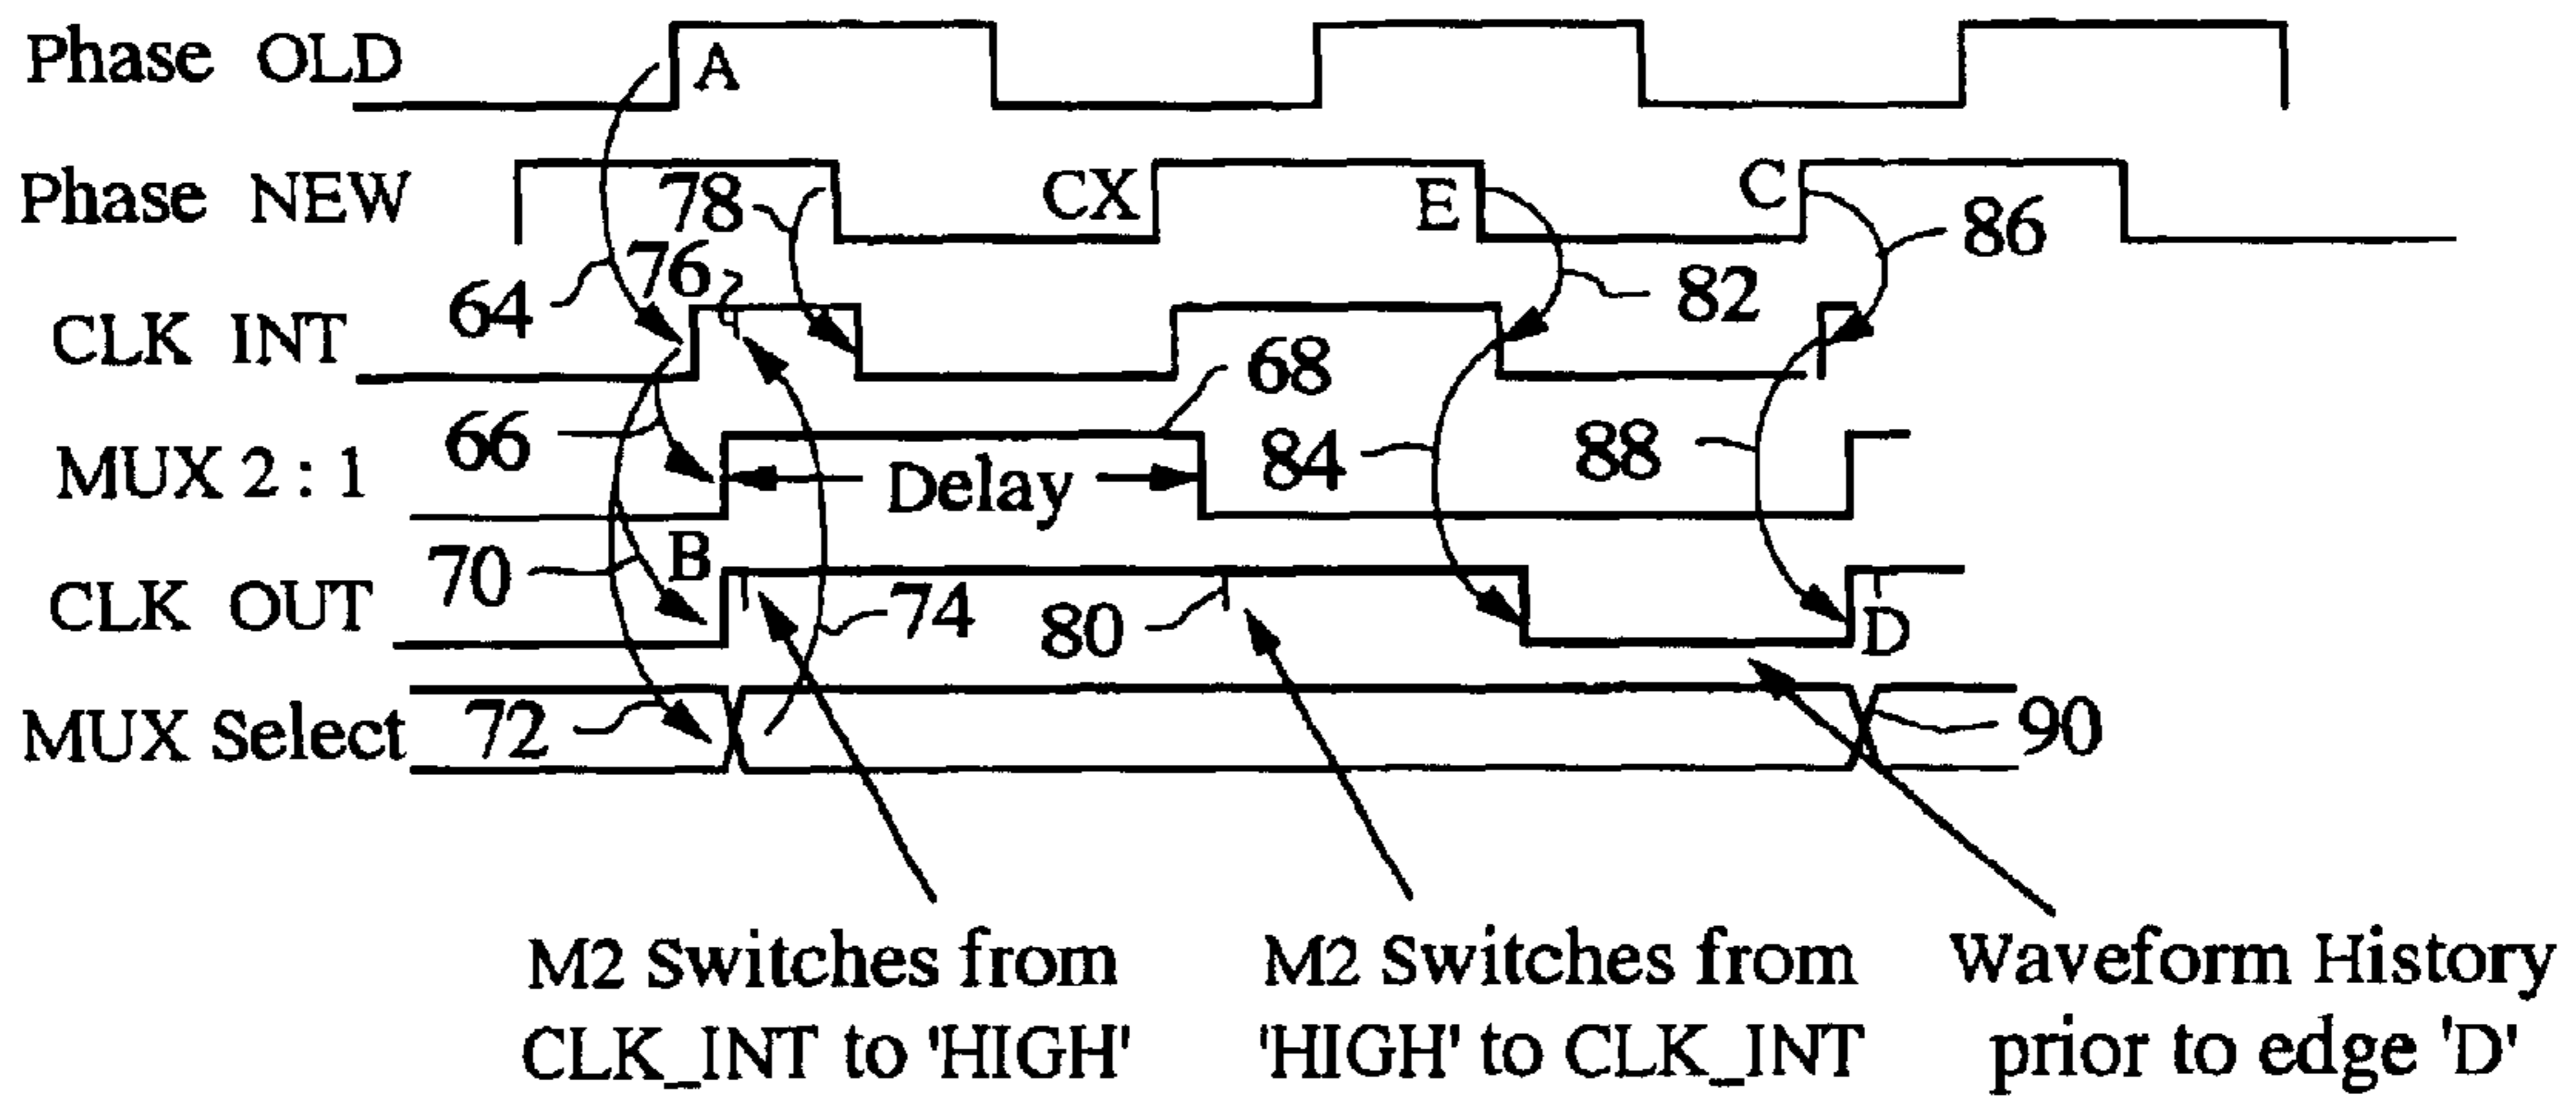 Phase OLD
A
Phase NEW
78
CX
E
C
86
76
64
82
CLK INT
68
66
84
88
MUX 2 : 1
Delay
B
70
CLK OUT
74
80
D
MUX Select
72
90
M2 Switches from
CLK_INT to 'HIGH'
M2 Switches from
'HIGH' to CLK_INT
Waveform History
prior to edge 'D'